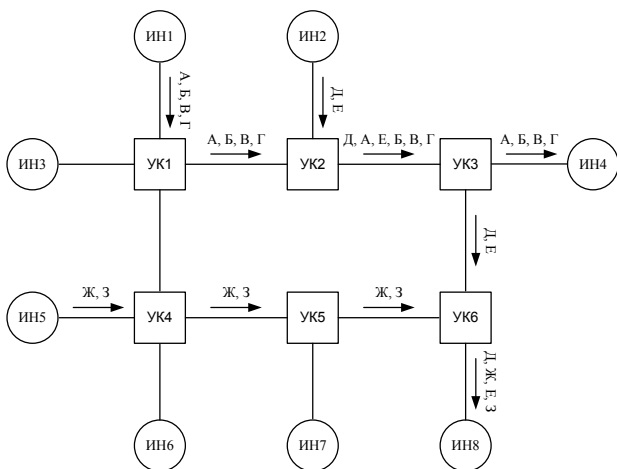 ИН1
ИН2
А, Б, В, Г
Д, Е
А, Б, В, Г
Д, А, Е, Б, В, Г
А, Б, В, Г
ИН3
УК1
УК2
УК3
ИН4
Д, Е
Ж, З
Ж, З
Ж, З
ИН5
УК4
УК5
УК6
Д, Ж, Е, З
ИН6
ИН7
ИН8